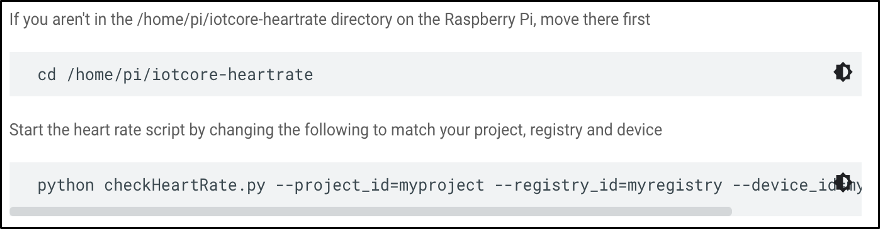 If you aren't in the /home/pi/iotcore-heartrate directory on the Raspberry Pi, move there first
cd /home/pi/iotcore-heartrate
Start the heart rate script by changing the following to match your project, registry and device
python checkHeartRate.py --project_id=myproject --registry_id=myregistry --device_id